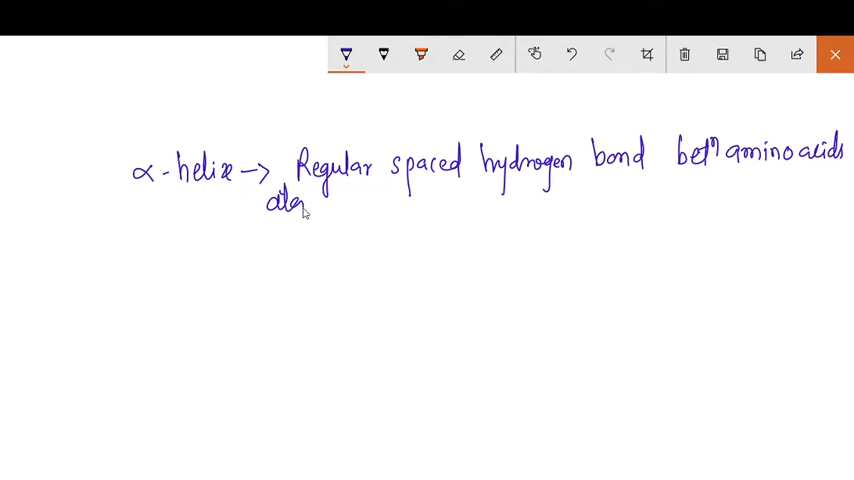 α-helix → Regular spaced hydrogen bond betⁿ amino acids